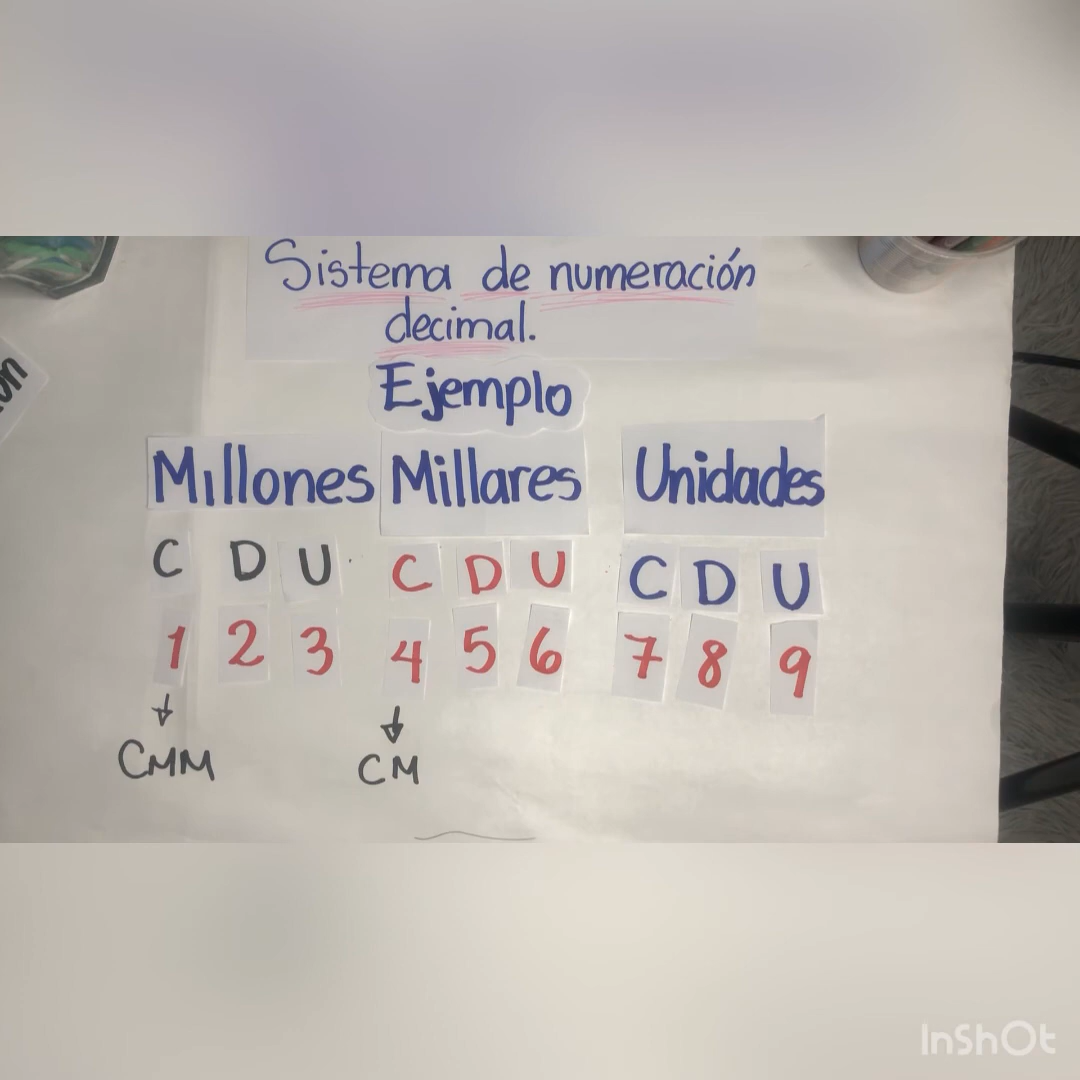 Sistema de numeración
decimal.
Ejemplo
Millones Millares Unidades
C D U C D U C D U
1 2 3 4 5 6 7 8 9
CMM CM
InShOt